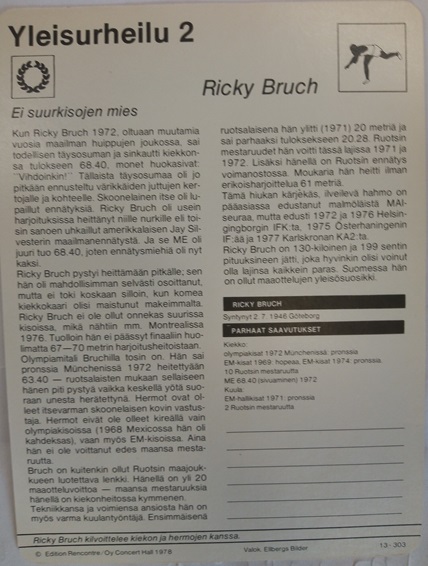 Yleisurheilu 2
Ricky Bruch
Ei suurkisojen mies
Kun Ricky Bruch 1972, oltuaan muutamia
vuosia maailman huippujen joukossa, sai
todellisen täysosuman ja sinkautti kiekkon-
sa tulokseen 68.40, monet huokasivat:
"Vihdoinkin!" Tällaista täysosumaa oli jo
pitkään ennusteltu värikkäiden juttujen ker-
tojalle ja kohteelle. Skoonelainen itse oli lu-
paillut ennätyksiä. Ricky Bruch oli usein
harjoituksissa heittänyt niille nurkille eli toi-
sin sanoen uhkaillut amerikkalaisen Jay Sil-
vesterin maailmanennätystä. Ja se ME oli
juuri tuo 68.40, joten ennätysmiehiä oli nyt
kaksi.
Ricky Bruch pystyi heittämään pitkälle; sen
hän oli mahdollisimman selvästi osoittanut,
mutta ei toki koskaan silloin, kun komea
kiekkokaari olisi maistunut makeimmalta.
Ricky Bruch ei ole ollut onnekas suurissa
kisoissa, mikä nähtiin mm. Montrealissa
1976. Tuolloin hän ei päässyt finaaliin huo-
limatta 67—70 metrin harjoitusheitoistaan.
Olympiamitali Bruchilla tosin on. Hän sai
pronssia Münchenissä 1972 heitettyään
63.40 — ruotsalaisten mukaan sellaiseen
hänen piti pystyä vaikka keskellä yötä suo-
raan unesta herätettynä. Hermot ovat ol-
leet itsevarman skoonelaisen kovin vastus-
taja. Hermot eivät ole olleet kireällä vain
olympiakisoissa (1968 Mexicossa hän oli
kahdeksas), vaan myös EM-kisoissa. Aina
hän ei ole voittanut edes maansa mesta-
ruutta.
Bruch on kuitenkin ollut Ruotsin maajouk-
kueen luotettava lenkki. Hänellä on yli 20
maaotteluvoittoa — maansa mestaruuksia
hänellä on kiekonheitossa kymmenen.
Tekniikkansa ja voimiensa ansiosta hän on
myös varma kuulantyöntäjä. Ensimmäisenä
ruotsalaisena hän ylitti (1971) 20 metriä ja
sai parhaaksi tuloksekseen 20.28. Ruotsin
mestaruudet hän voitti tässä lajissa 1971 ja
1972. Lisäksi hänellä on Ruotsin ennätys
voimanostossa. Moukaria hän heitti ilman
erikoisharjoittelua 61 metriä.
Tämä hiukan kärjekäs, ilveilevä hahmo on
pääasiassa edustanut malmöläistä MAI-
seuraa, mutta edusti 1972 ja 1976 Helsin-
gingborgin IFK:ta, 1975 Österhaningenin
IF:ää ja 1977 Karlskronan KA2:ta.
Ricky Bruch on 130-kiloinen ja 199 sentin
pituuksineen jätti, joka hyvinkin olisi voinut
olla lajinsa kaikkein paras. Suomessa hän
on ollut maaottelujen yleisösuosikki.
RICKY BRUCH
Syntynyt 2. 7. 1946 Göteborg
PARHAAT SAAVUTUKSET
Kiekko:
olympiakisat 1972 Münchenissä: pronssia
EM-kisat 1969: hopeaa, EM-kisat 1974: pronssia.
10 Ruotsin mestaruutta
ME 68.40 (sivuaminen) 1972
Kuula:
EM-hallikisat 1971: pronssia
2 Ruotsin mestaruutta
Ricky Bruch kilvoittelee kiekon ja hermojen kanssa.
© Edition Rencontre/Oy Concert Hall 1978
Valok. Ellbergs Bilder
13 - 303